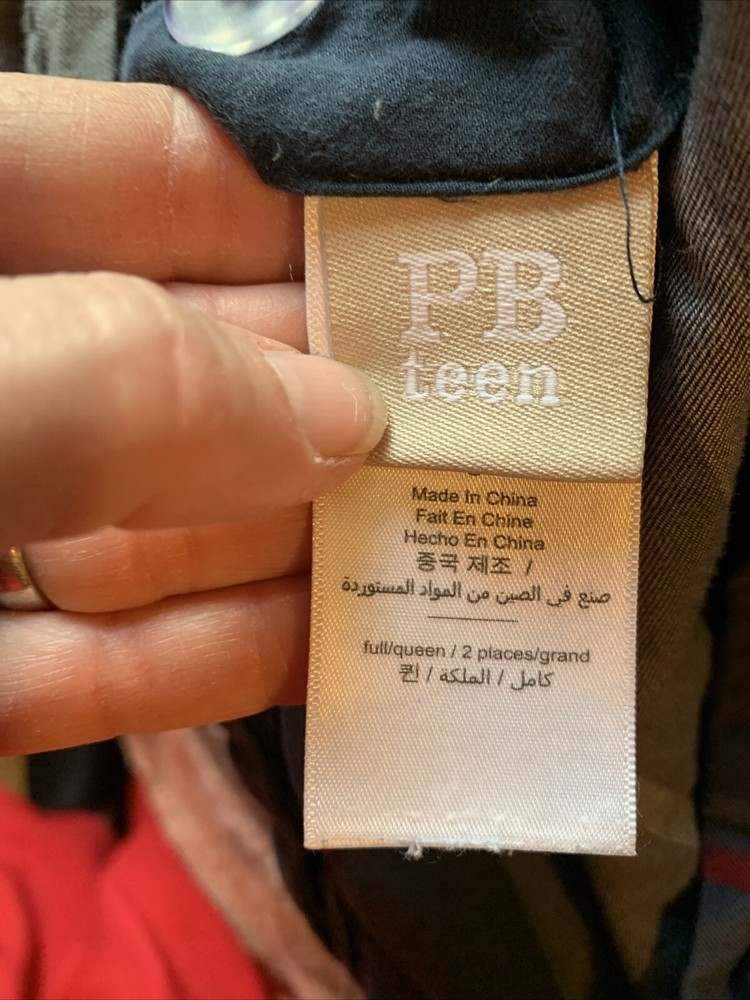 PB
teen
Made In China
Fait En Chine
Hecho En China
중국 제조 /
صنع في الصين من المواد المستوردة
full/queen / 2 places/grand
퀸 / كامل / الملكة